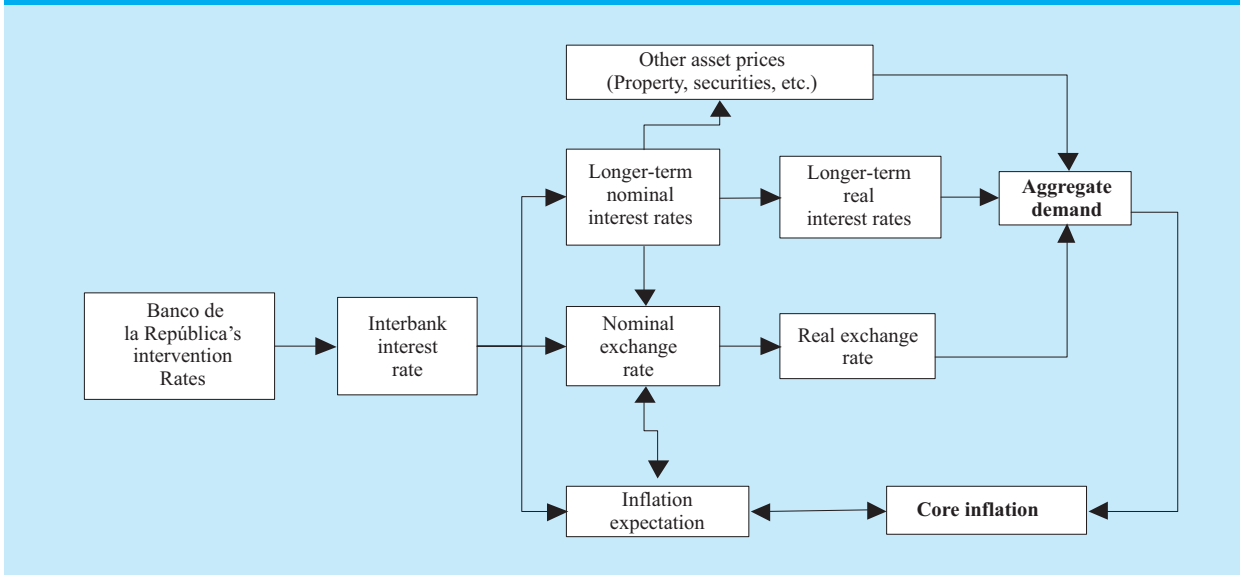 Other asset prices
(Property, securities, etc.)
Longer-term
nominal
interest rates
Longer-term
real
interest rates
Aggregate
demand
Banco de
la República's
intervention
Rates
Interbank
interest
rate
Nominal
exchange
rate
Real exchange
rate
Inflation
expectation
Core inflation